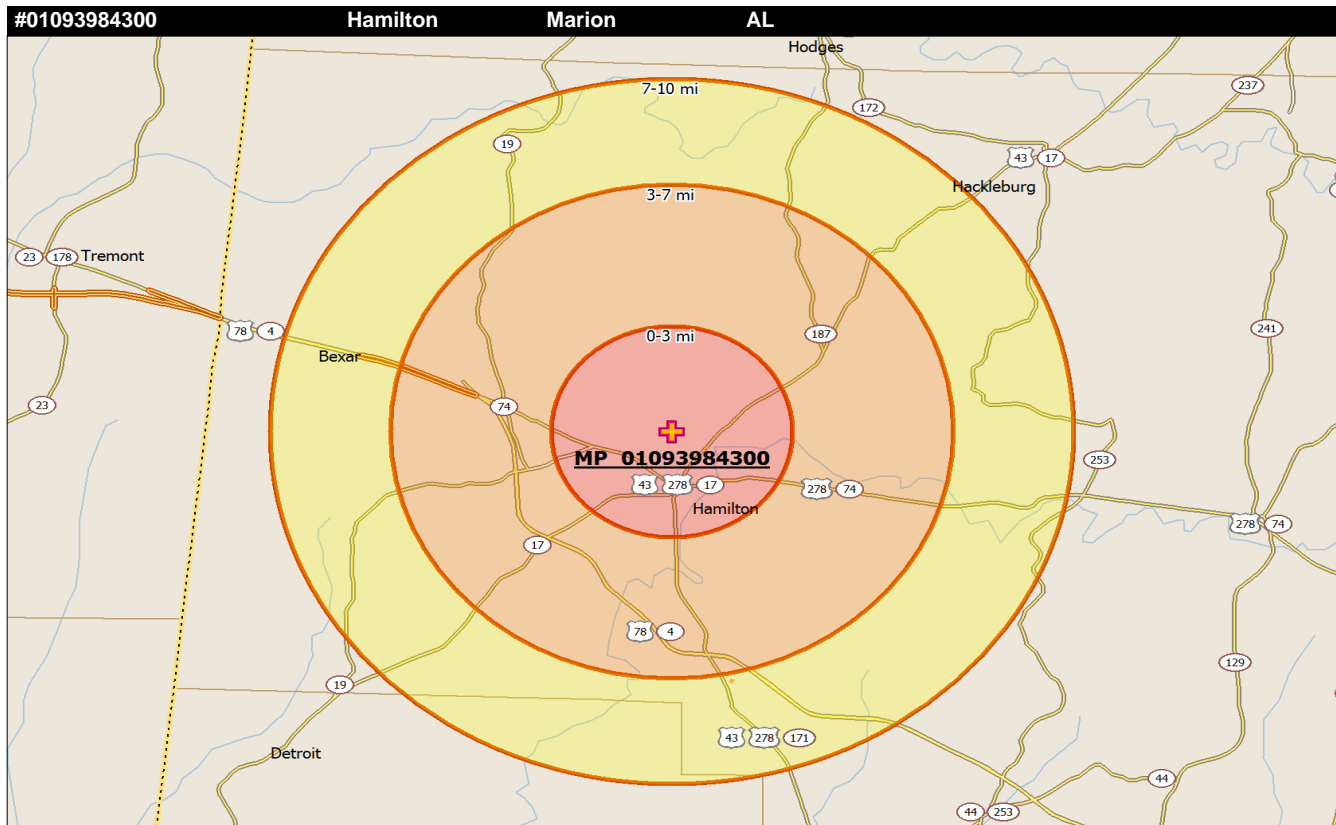 #01093984300 Hamilton Marion AL
Hodges
7-10 mi
237
172
19
43 17
Hackleburg
3-7 mi
23 178 Tremont
78 4
0-3 mi
187
241
Bexar
23
74
MP 01093984300
253
43 278 17
278 74
Hamilton
278 74
17
78 4
129
19
43 278 171
Detroit
44
44 253